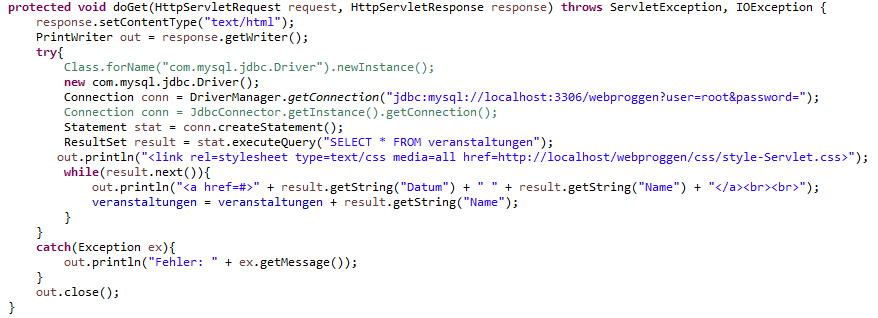 protected void doGet(HttpServletRequest request, HttpServletResponse response) throws ServletException, IOException {
response.setContentType("text/html");
PrintWriter out = response.getWriter();
try{
Class.forName("com.mysql.jdbc.Driver").newInstance();
new com.mysql.jdbc.Driver();
Connection conn = DriverManager.getConnection("jdbc:mysql://localhost:3306/webproggen?user=root&password=");
Connection conn = JdbcConnector.getInstance().getConnection();
Statement stat = conn.createStatement();
ResultSet result = stat.executeQuery("SELECT * FROM veranstaltungen");
out.println("<link rel=stylesheet type=text/css media=all href=http://localhost/webproggen/css/style-Servlet.css>");
while(result.next()){
out.println("<a href=#>" + result.getString("Datum") + " " + result.getString("Name") + "</a><br><br>");
veranstaltungen = veranstaltungen + result.getString("Name");
}
}
catch(Exception ex){
out.println("Fehler: " + ex.getMessage());
}
out.close();
}